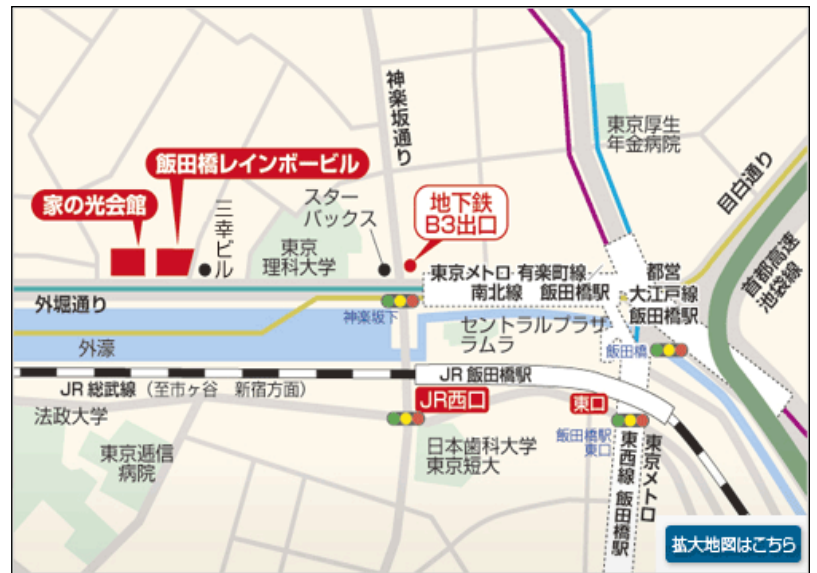 神楽坂通り
東京厚生
年金病院
目白通り
首都高速
池袋線
飯田橋レインボービル
家の光会館
三幸ビル
スター
バックス
東京
理科大学
地下鉄
B3出口
東京メトロ 有楽町線
南北線 飯田橋駅
都営
大江戸線
飯田橋駅
外堀通り
神楽坂下
セントラルプラザ
ラムラ
飯田橋
外濠
JR 飯田橋駅
JR 総武線（至市ヶ谷 新宿方面）
JR西口
東口
法政大学
東京逓信
病院
日本歯科大学
東京短大
飯田橋駅
東口
東京メトロ
東西線 飯田橋駅
拡大地図はこちら